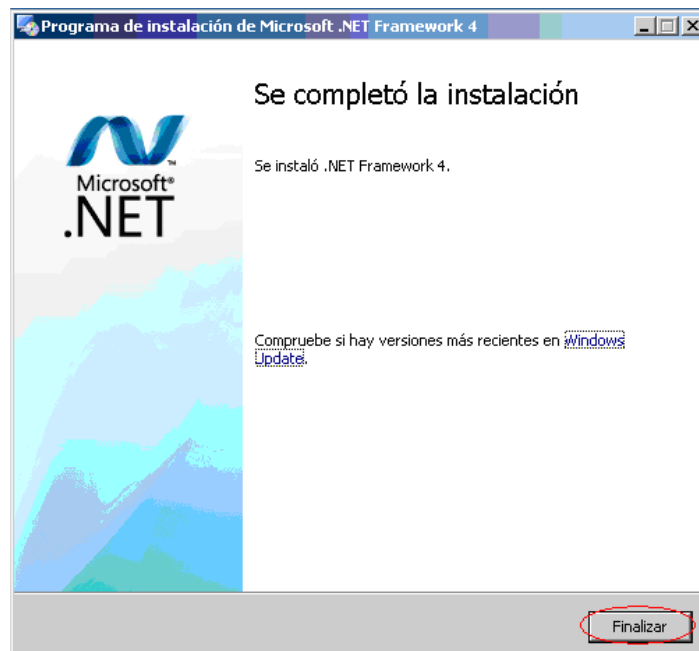 Programa de instalación de Microsoft .NET Framework 4
Se completó la instalación
Microsoft®
.NET
Se instaló .NET Framework 4.
Compruebe si hay versiones más recientes en Windows
Update.
Finalizar